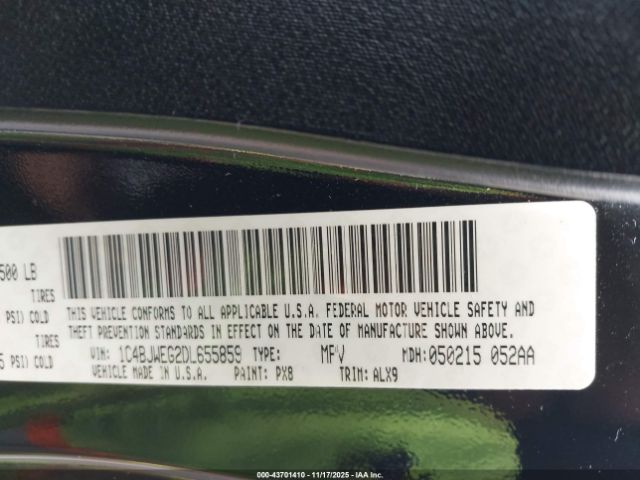 500 LB
TIRES
PSI) COLD
TIRES
5 PSI) COLD
THIS VEHICLE CONFORMS TO ALL APPLICABLE U.S.A. FEDERAL MOTOR VEHICLE SAFETY AND
THEFT PREVENTION STANDARDS IN EFFECT ON THE DATE OF MANUFACTURE SHOWN ABOVE.
VIN: 1C4BJWEG2DL655859 TYPE: MPV MDH: 050215 052AA
VEHICLE MADE IN U.S.A. PAINT: PX8 TRIM: ALX9
000-43701410 - 11/17/2025 - IAA Inc.